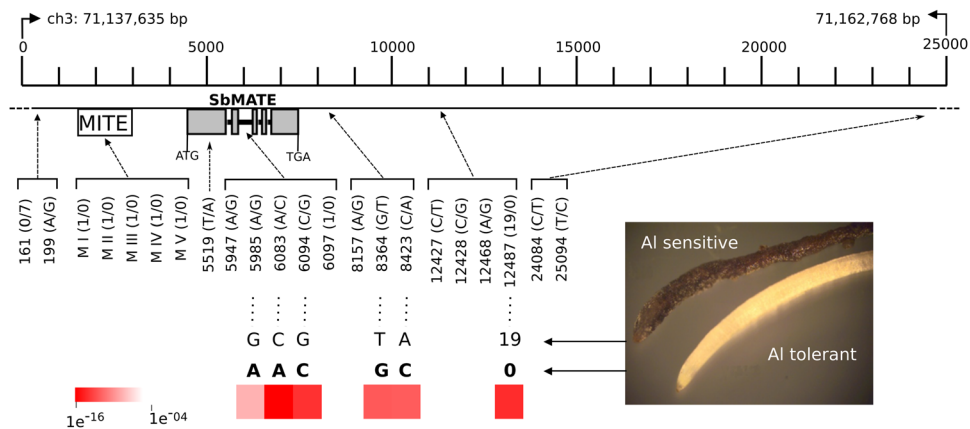 ch3: 71,137,635 bp
71,162,768 bp
0 5000 10000 15000 20000 25000
SbMATE
MITE
ATG TGA
161 (0/7)
199 (A/G)
M I (1/0)
M II (1/0)
M III (1/0)
M IV (1/0)
M V (1/0)
5519 (T/A)
5947 (A/G)
5985 (A/G)
6083 (A/C)
6094 (C/G)
6097 (1/0)
8157 (A/G)
8364 (G/T)
8423 (C/A)
12427 (C/T)
12428 (C/G)
12468 (A/G)
12487 (19/0)
24084 (C/T)
25094 (T/C)
G C G T A 19
A A C G C 0
Al sensitive
Al tolerant
1e-16 1e-04